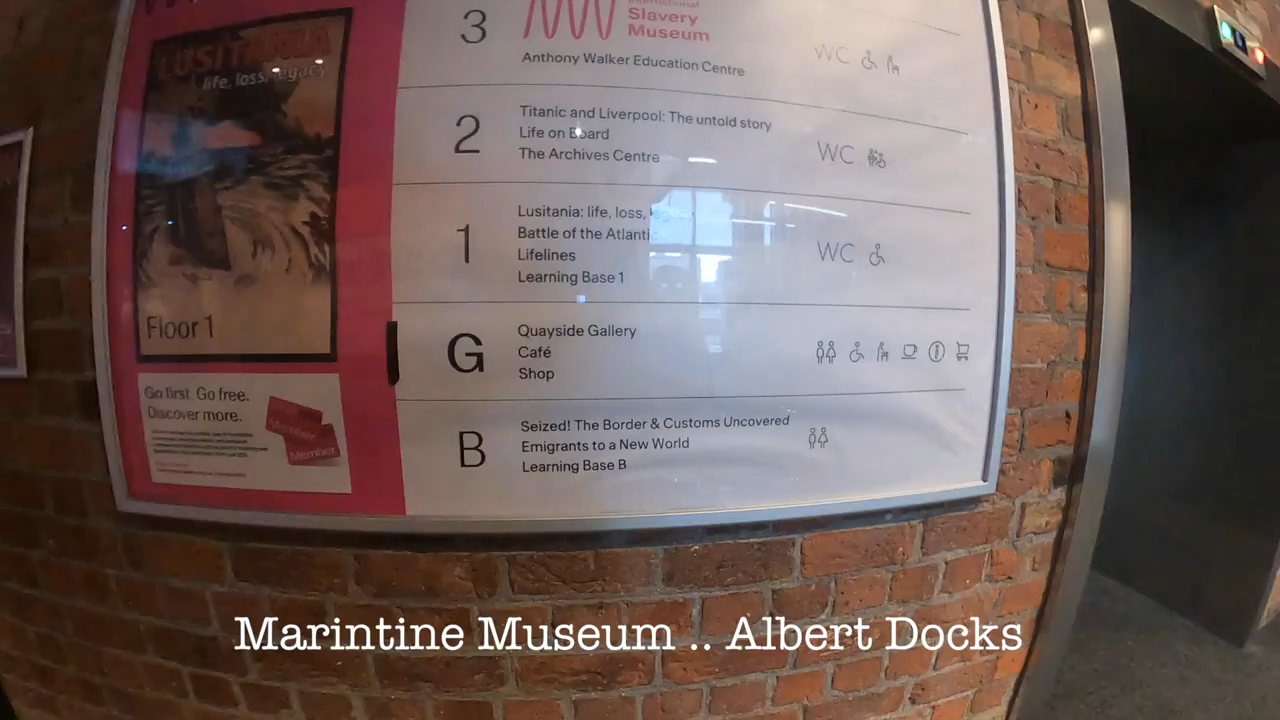 LUSITANIA
life, loss, legacy
Floor 1
Go first. Go free.
Discover more.
Member
Member
3
International
Slavery
Museum
Anthony Walker Education Centre
WC
2
Titanic and Liverpool: The untold story
Life on Board
The Archives Centre
WC
1
Lusitania: life, loss, legacy
Battle of the Atlantic
Lifelines
Learning Base 1
WC
G
Quayside Gallery
Café
Shop
B
Seized! The Border & Customs Uncovered
Emigrants to a New World
Learning Base B
Marintine Museum .. Albert Docks